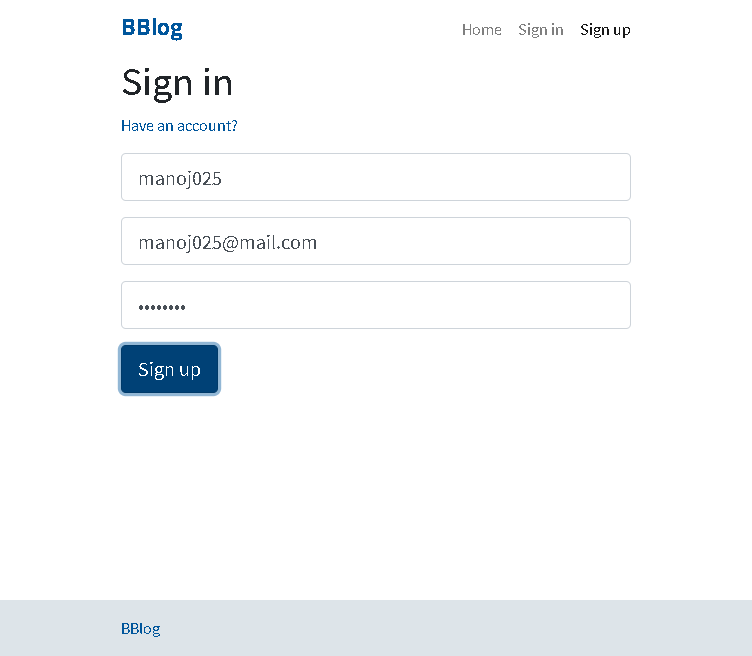 BBlog
Home Sign in Sign up
Sign in
Have an account?
manoj025
manoj025@mail.com
••••••••
Sign up
BBlog